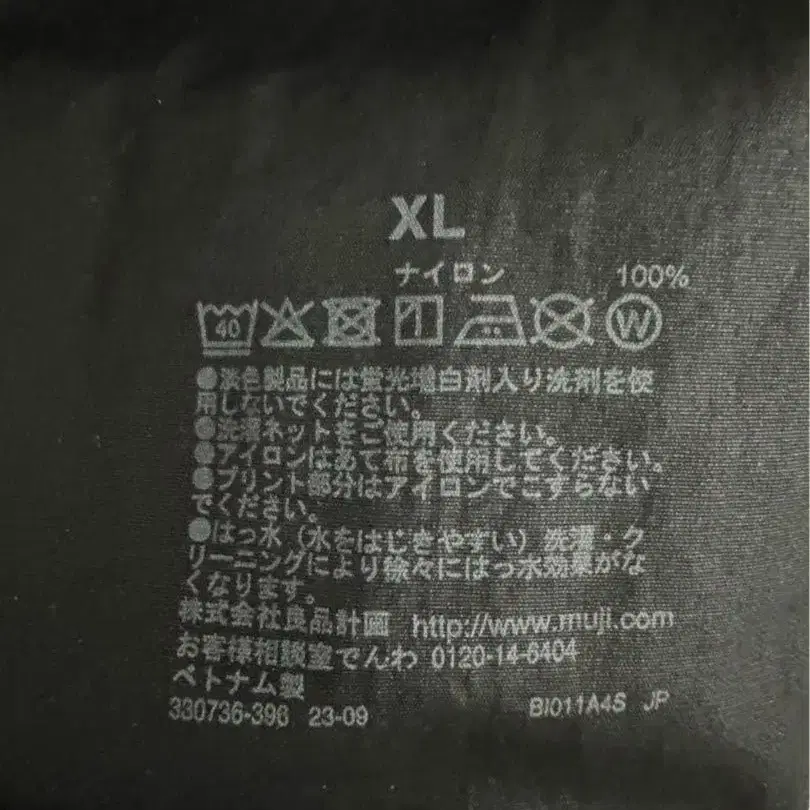 XL
ナイロン 100%
40 W
●淡色製品には蛍光増白剤入り洗剤を使
用しないでください。
●洗濯ネットをご使用ください。
●アイロンはあて布を使用してください。
●プリント部分はアイロンでこすらない
でください。
●はっ水(水をはじきやすい)洗濯・ク
リーニングにより徐々にはっ水効果がな
くなります。
株式会社良品計画 http://www.muji.com
お客様相談室でんわ 0120-14-6404
ベトナム製
330736-398 23-09 BI011A4S JP